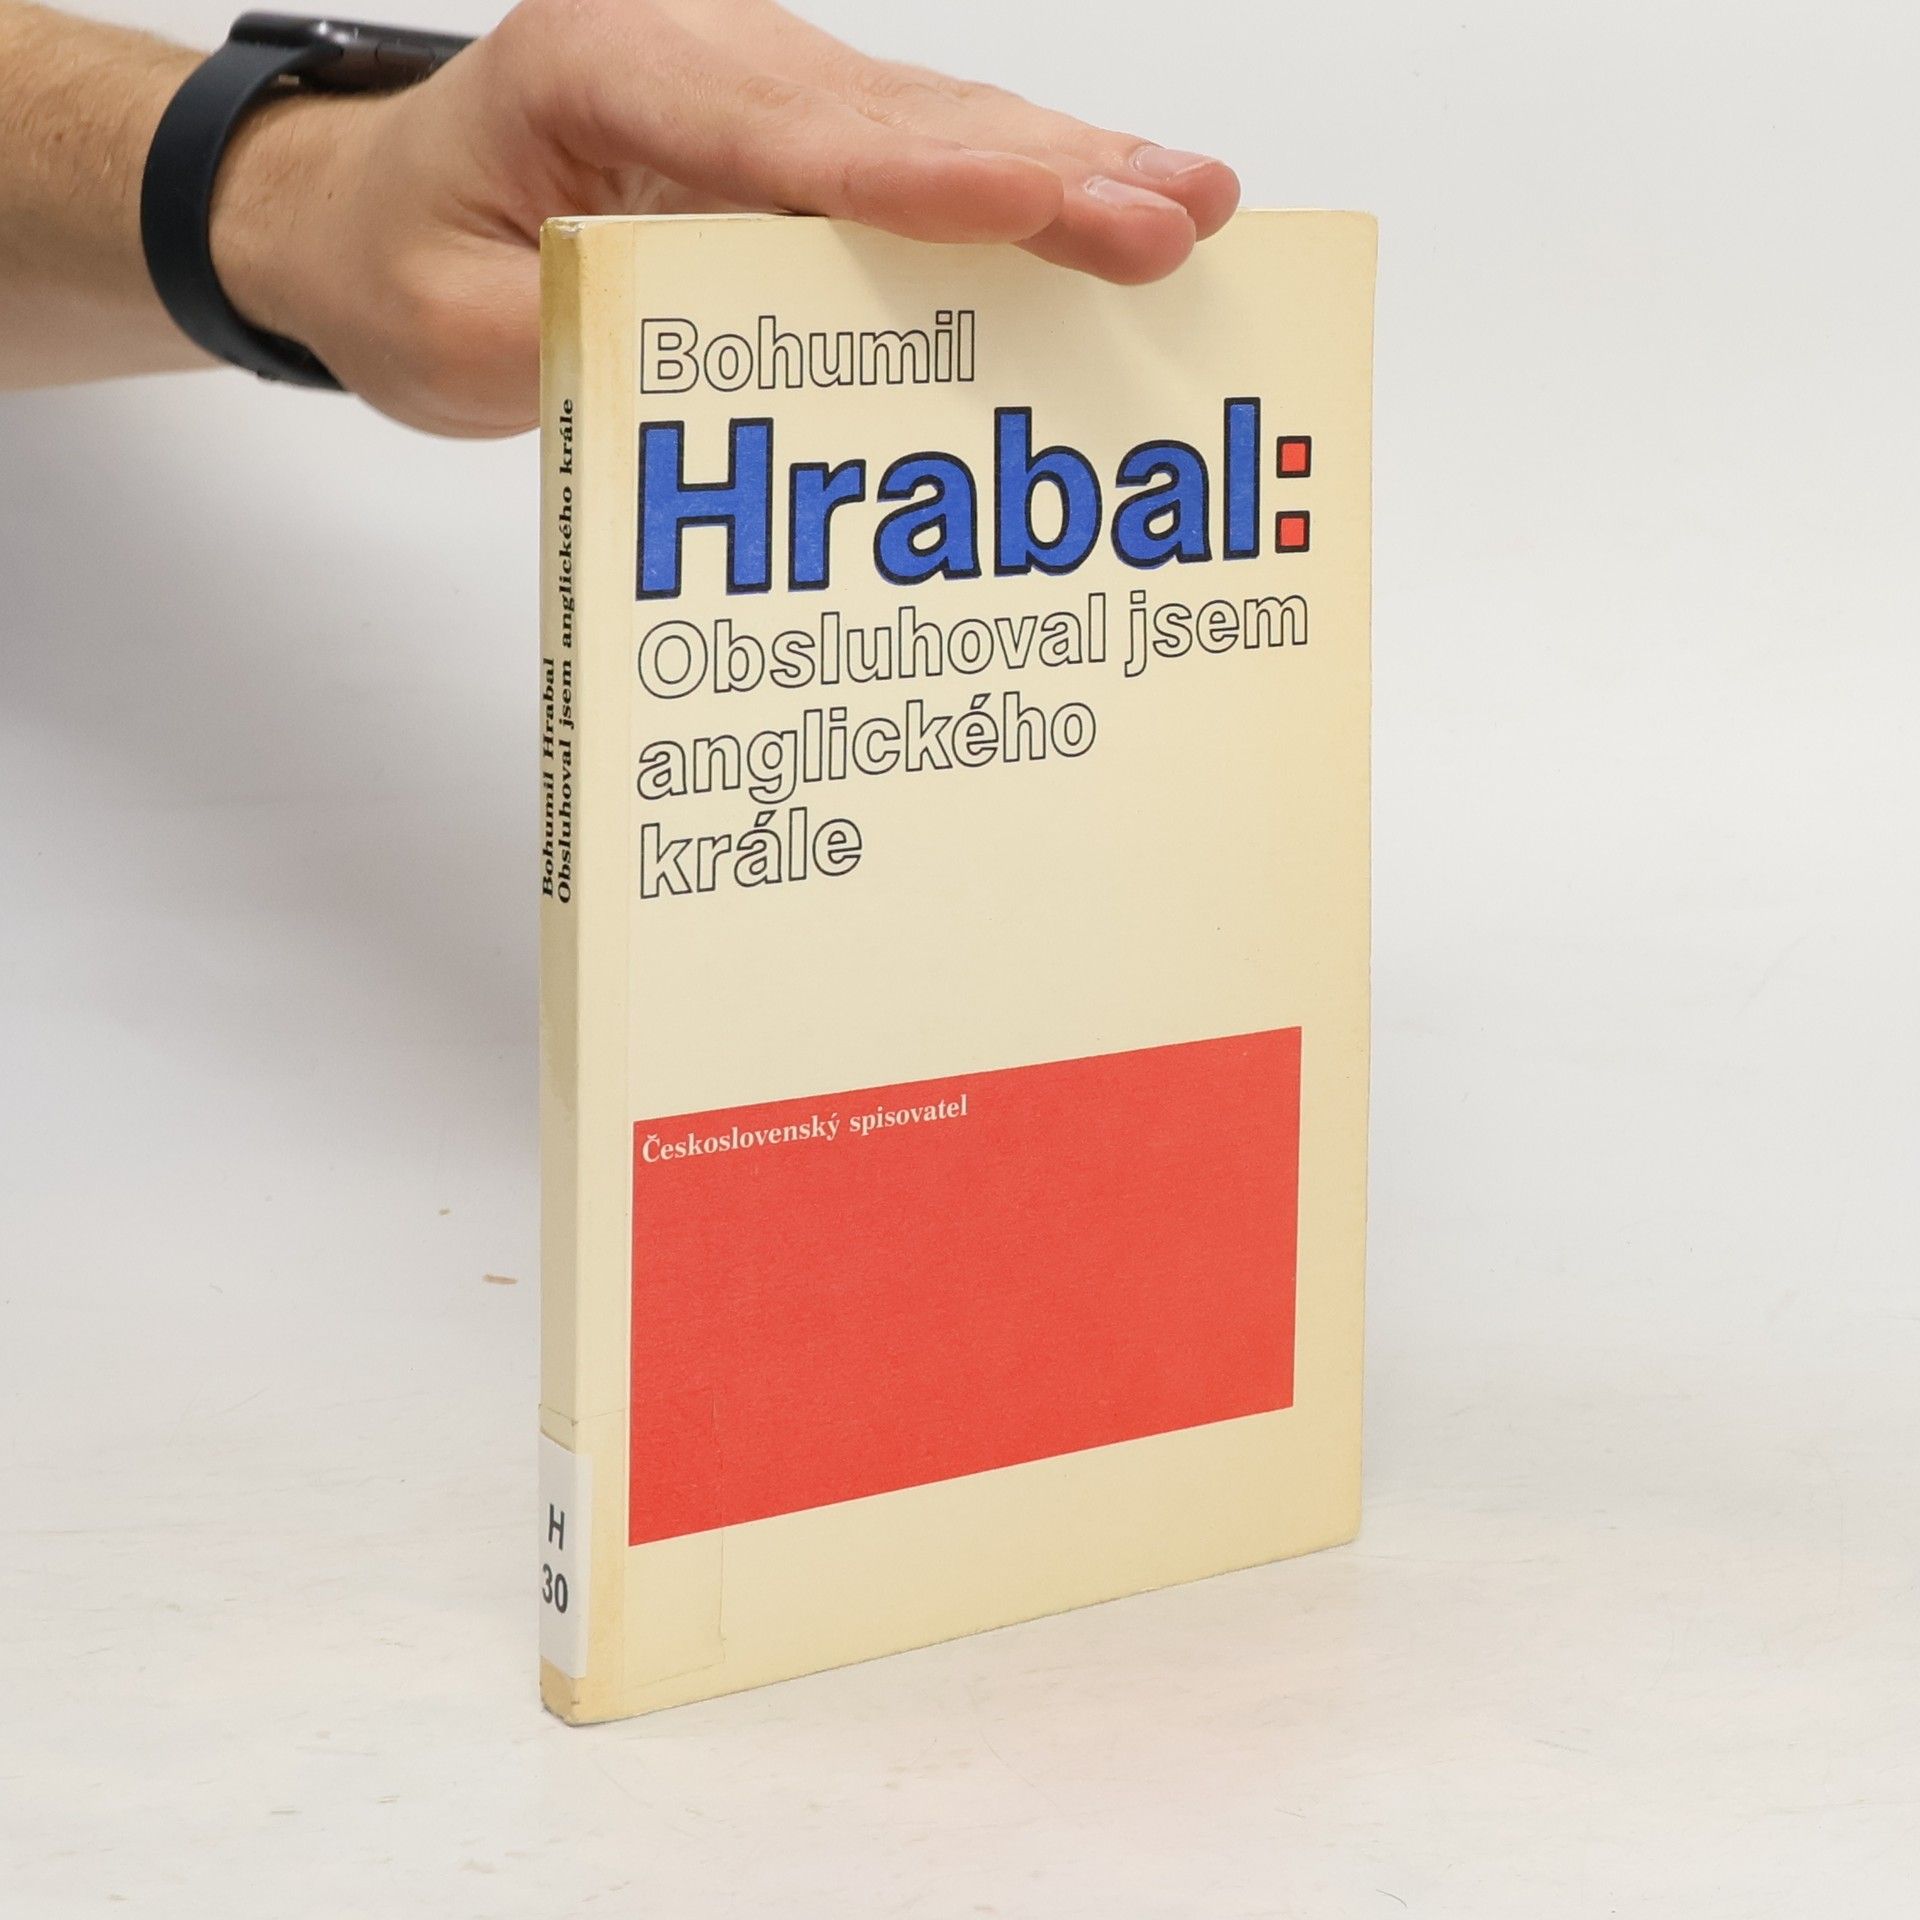 Bohumil
Hrabal:
Obsluhoval jsem
anglického
krále
Československý spisovatel
Bohumil Hrabal
Obsluhoval jsem anglického krále
H
30